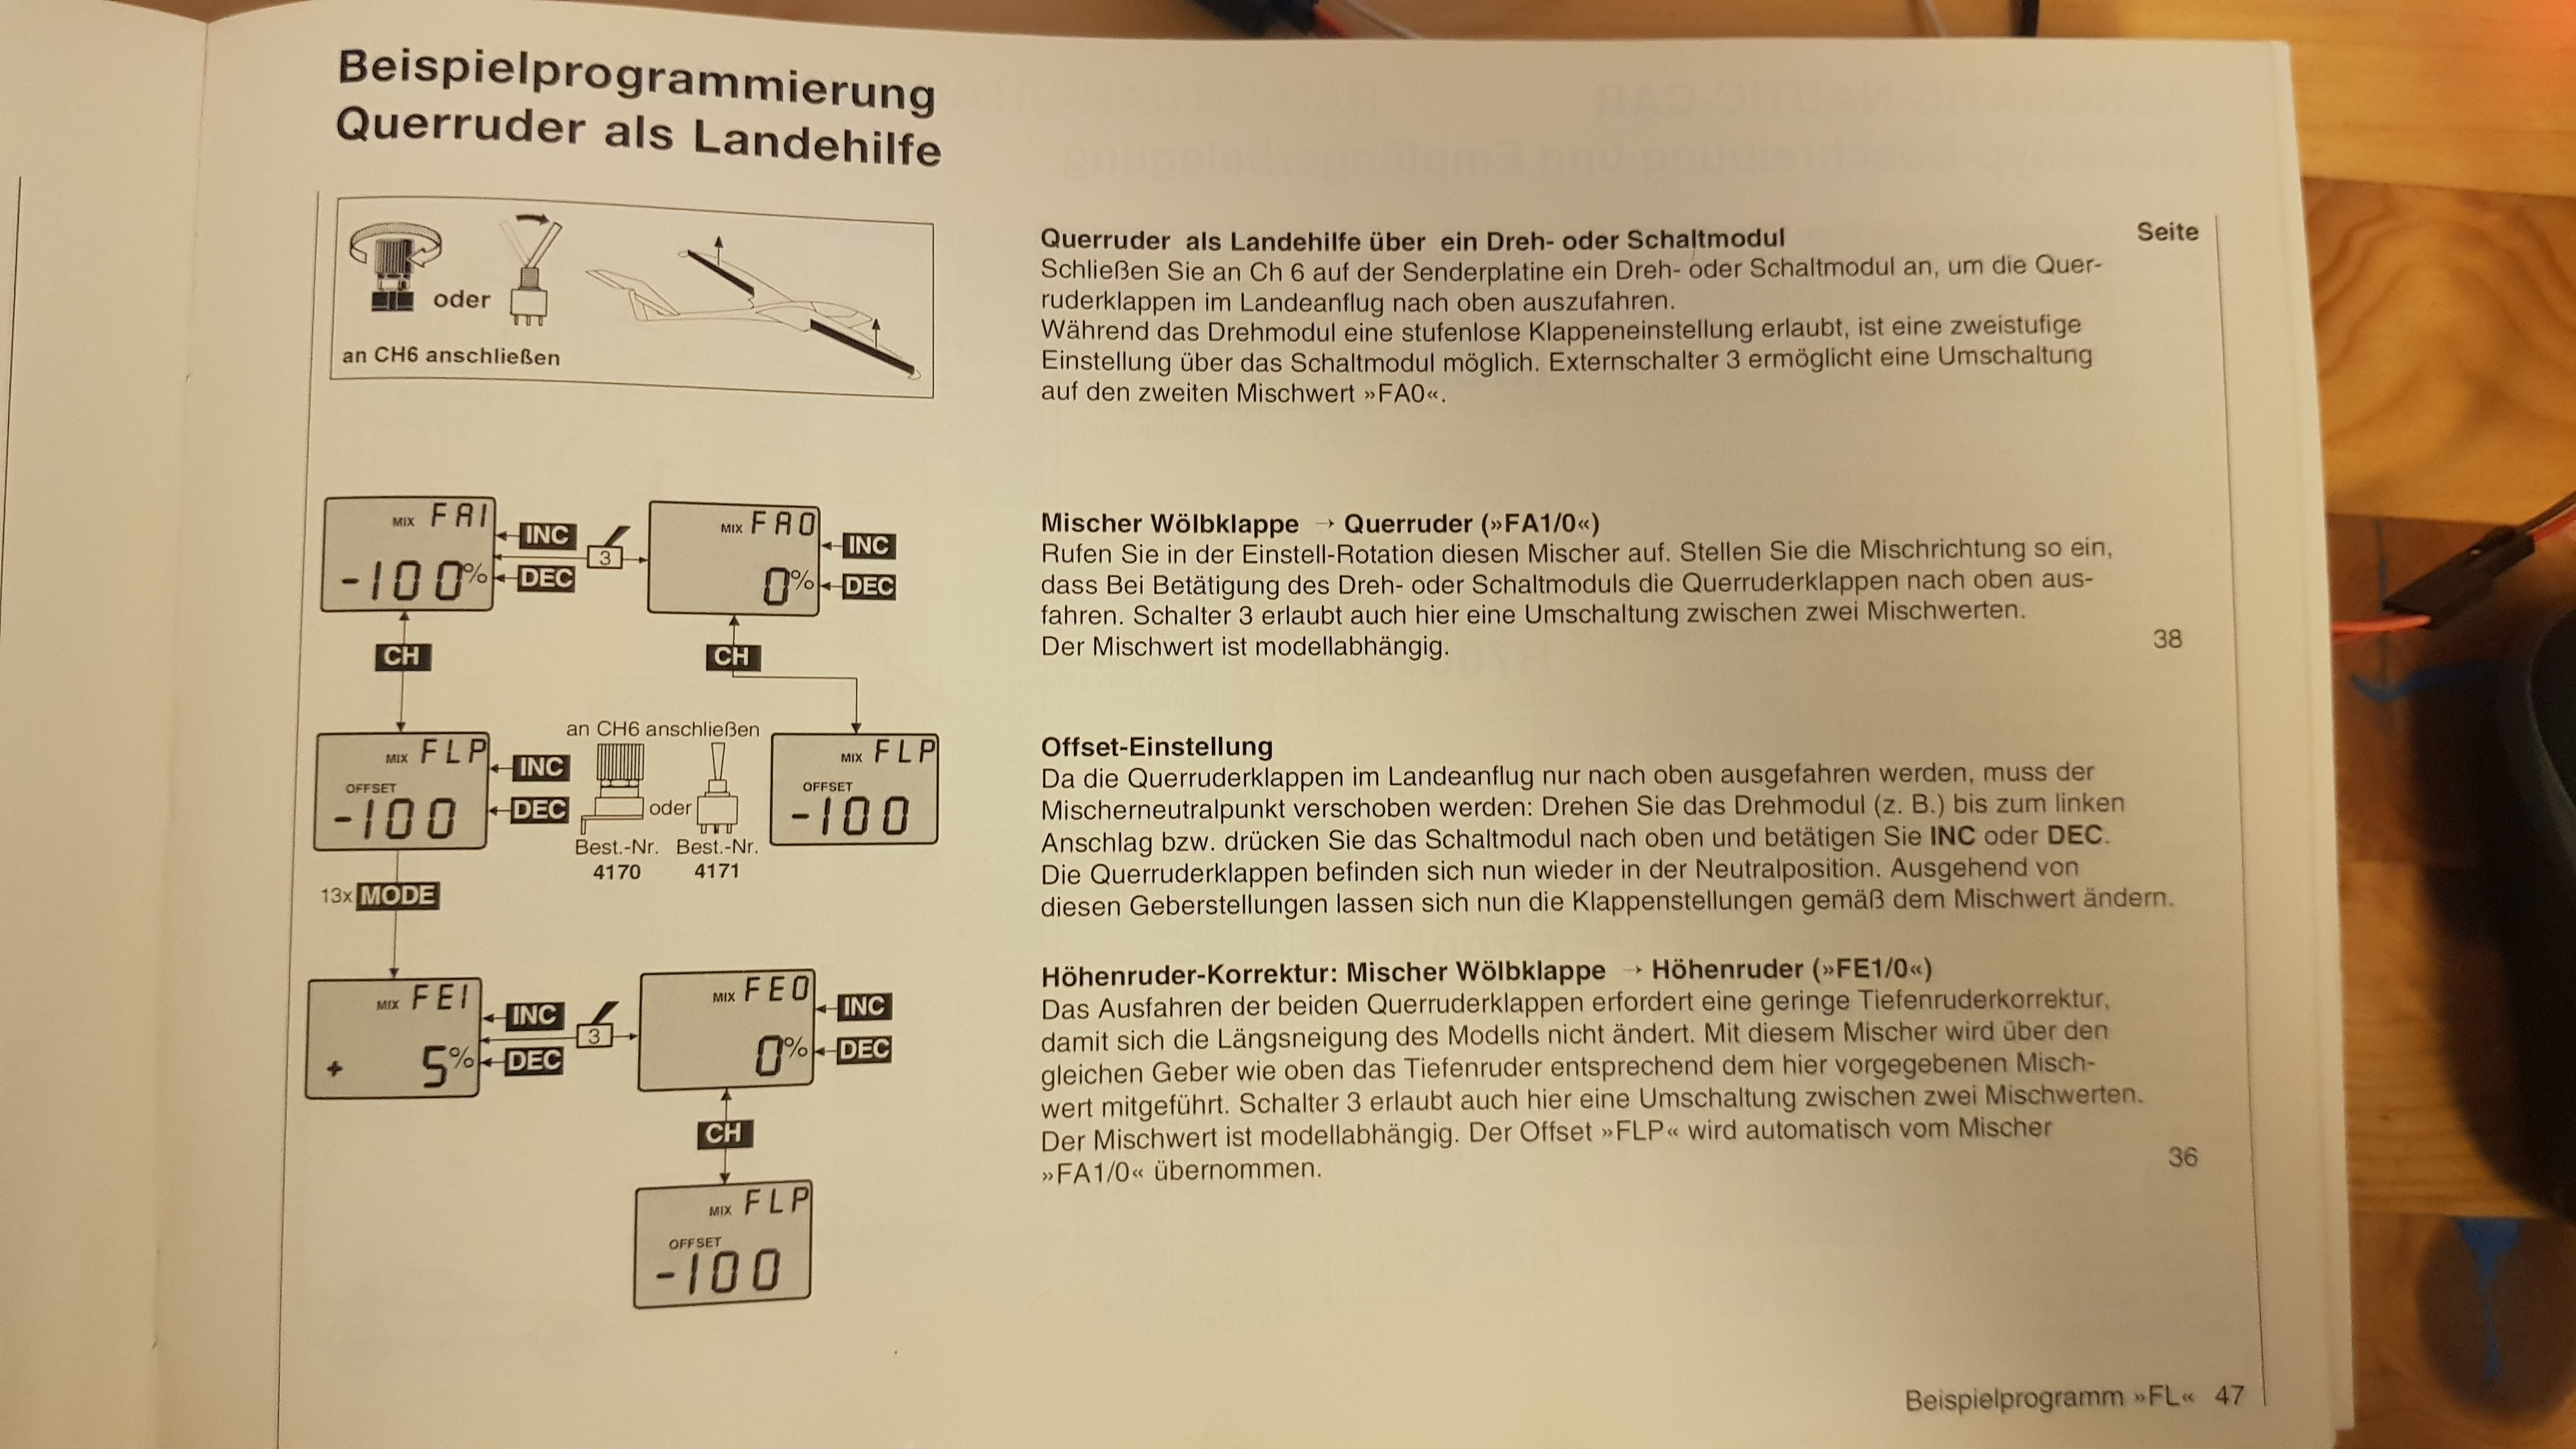 Beispielprogrammierung
Querruder als Landehilfe
oder
an CH6 anschließen
Seite
Querruder als Landehilfe über ein Dreh- oder Schaltmodul
Schließen Sie an Ch 6 auf der Senderplatine ein Dreh- oder Schaltmodul an, um die Quer-
ruderklappen im Landeanflug nach oben auszufahren.
Während das Drehmodul eine stufenlose Klappeneinstellung erlaubt, ist eine zweistufige
Einstellung über das Schaltmodul möglich. Externschalter 3 ermöglicht eine Umschaltung
auf den zweiten Mischwert »FA0«.
MIX FA1
-100%
INC
DEC
3
MIX FA0
0%
INC
DEC
CH
CH
Mischer Wölbklappe → Querruder (»FA1/0«)
Rufen Sie in der Einstell-Rotation diesen Mischer auf. Stellen Sie die Mischrichtung so ein,
dass Bei Betätigung des Dreh- oder Schaltmoduls die Querruderklappen nach oben aus-
fahren. Schalter 3 erlaubt auch hier eine Umschaltung zwischen zwei Mischwerten.
Der Mischwert ist modellabhängig.
38
MIX FLP
OFFSET
-100
INC
DEC
an CH6 anschließen
oder
Best.-Nr. Best.-Nr.
4170 4171
MIX FLP
OFFSET
-100
13x MODE
Offset-Einstellung
Da die Querruderklappen im Landeanflug nur nach oben ausgefahren werden, muss der
Mischerneutralpunkt verschoben werden: Drehen Sie das Drehmodul (z. B.) bis zum linken
Anschlag bzw. drücken Sie das Schaltmodul nach oben und betätigen Sie INC oder DEC.
Die Querruderklappen befinden sich nun wieder in der Neutralposition. Ausgehend von
diesen Geberstellungen lassen sich nun die Klappenstellungen gemäß dem Mischwert ändern.
MIX FE1
+ 5%
INC
DEC
3
MIX FE0
0%
INC
DEC
CH
MIX FLP
OFFSET
-100
Höhenruder-Korrektur: Mischer Wölbklappe → Höhenruder (»FE1/0«)
Das Ausfahren der beiden Querruderklappen erfordert eine geringe Tiefenruderkorrektur,
damit sich die Längsneigung des Modells nicht ändert. Mit diesem Mischer wird über den
gleichen Geber wie oben das Tiefenruder entsprechend dem hier vorgegebenen Misch-
wert mitgeführt. Schalter 3 erlaubt auch hier eine Umschaltung zwischen zwei Mischwerten.
Der Mischwert ist modellabhängig. Der Offset »FLP« wird automatisch vom Mischer
»FA1/0« übernommen.
36
Beispielprogramm »FL« 47